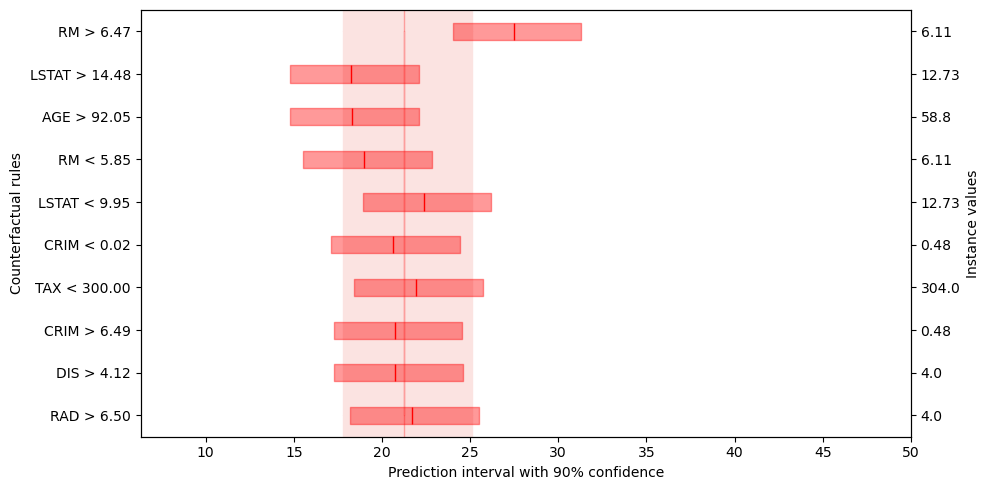 RM > 6.47
6.11
LSTAT > 14.48
12.73
AGE > 92.05
58.8
RM < 5.85
6.11
LSTAT < 9.95
12.73
CRIM < 0.02
0.48
TAX < 300.00
304.0
CRIM > 6.49
0.48
DIS > 4.12
4.0
RAD > 6.50
4.0
Counterfactual rules
Instance values
10 15 20 25 30 35 40 45 50
Prediction interval with 90% confidence